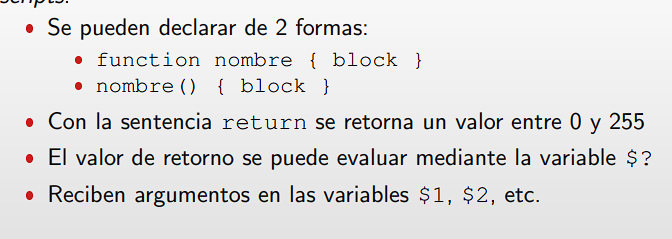 scripts.
• Se pueden declarar de 2 formas:
• function nombre { block }
• nombre() { block }
• Con la sentencia return se retorna un valor entre 0 y 255
• El valor de retorno se puede evaluar mediante la variable $?
• Reciben argumentos en las variables $1, $2, etc.